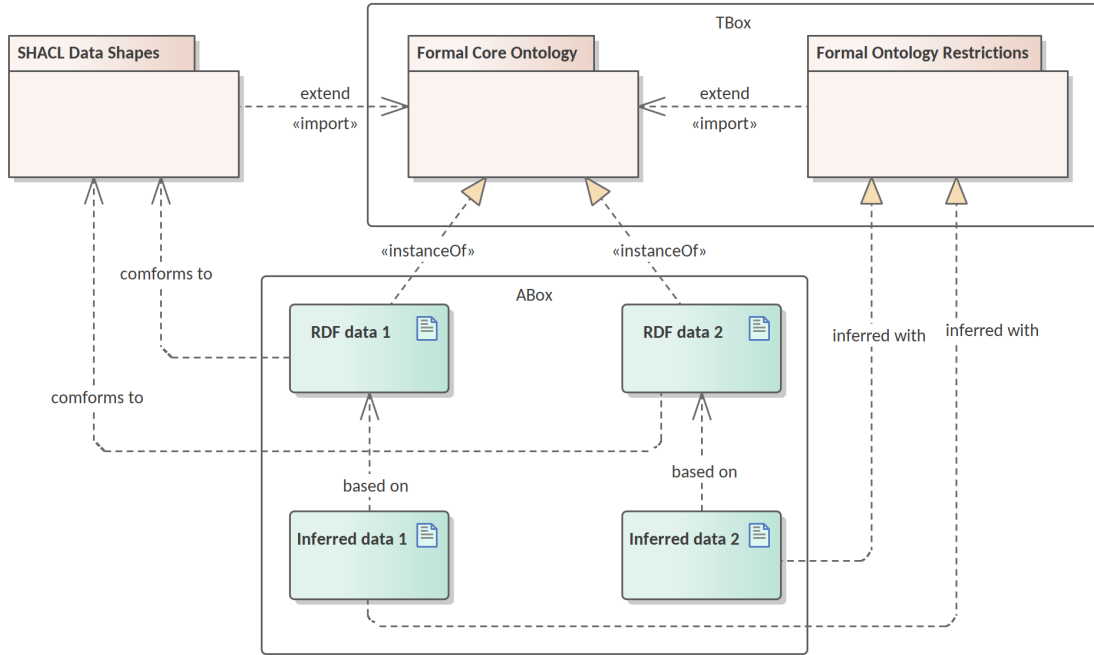 TBox
SHACL Data Shapes
Formal Core Ontology
Formal Ontology Restrictions
extend
«import»
extend
«import»
«instanceOf»
«instanceOf»
comforms to
ABox
RDF data 1
RDF data 2
inferred with
inferred with
comforms to
based on
based on
Inferred data 1
Inferred data 2